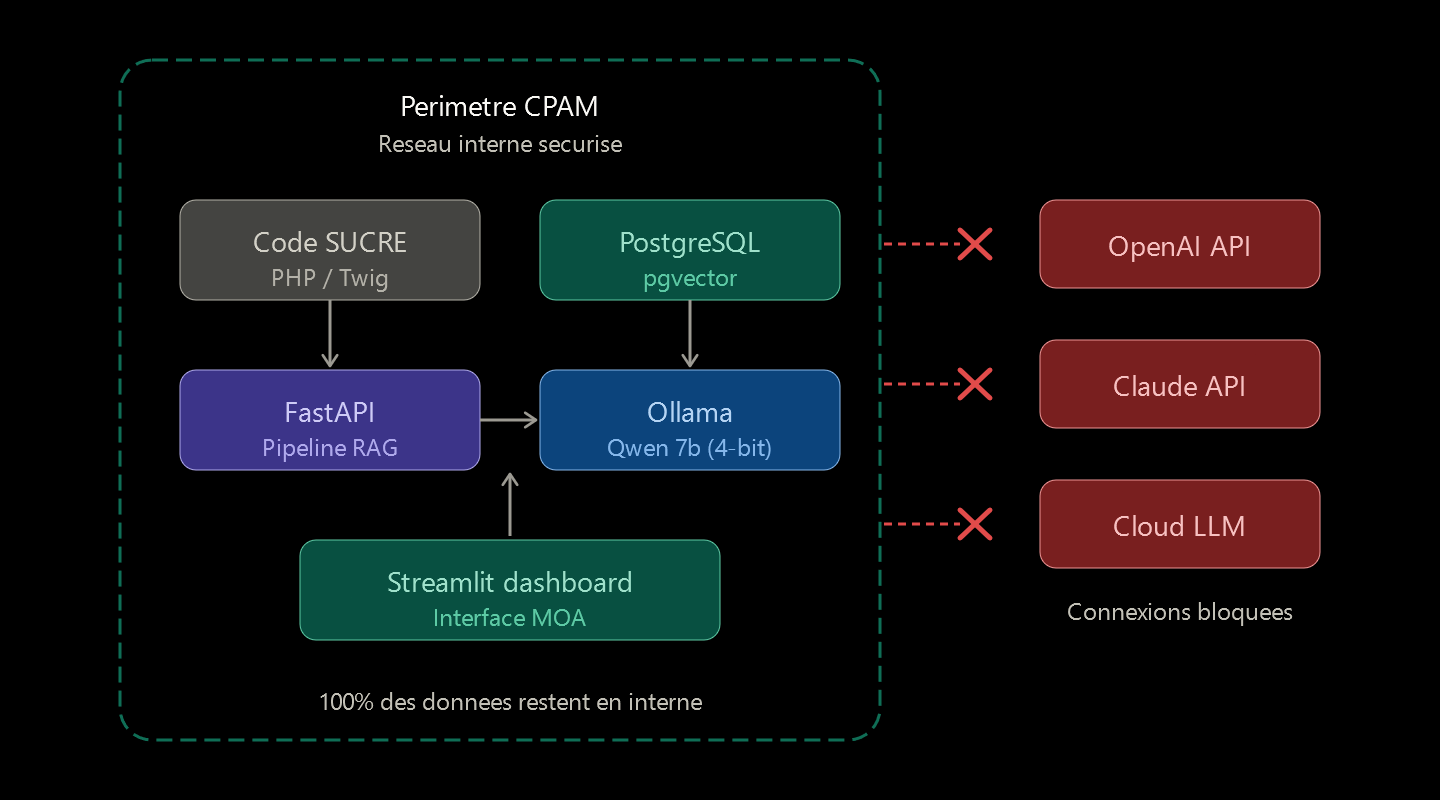 Perimetre CPAM
Reseau interne securise
Code SUCRE
PHP / Twig
PostgreSQL
pgvector
OpenAI API
FastAPI
Pipeline RAG
Ollama
Qwen 7b (4-bit)
Claude API
Cloud LLM
Streamlit dashboard
Interface MOA
Connexions bloquees
100% des donnees restent en interne